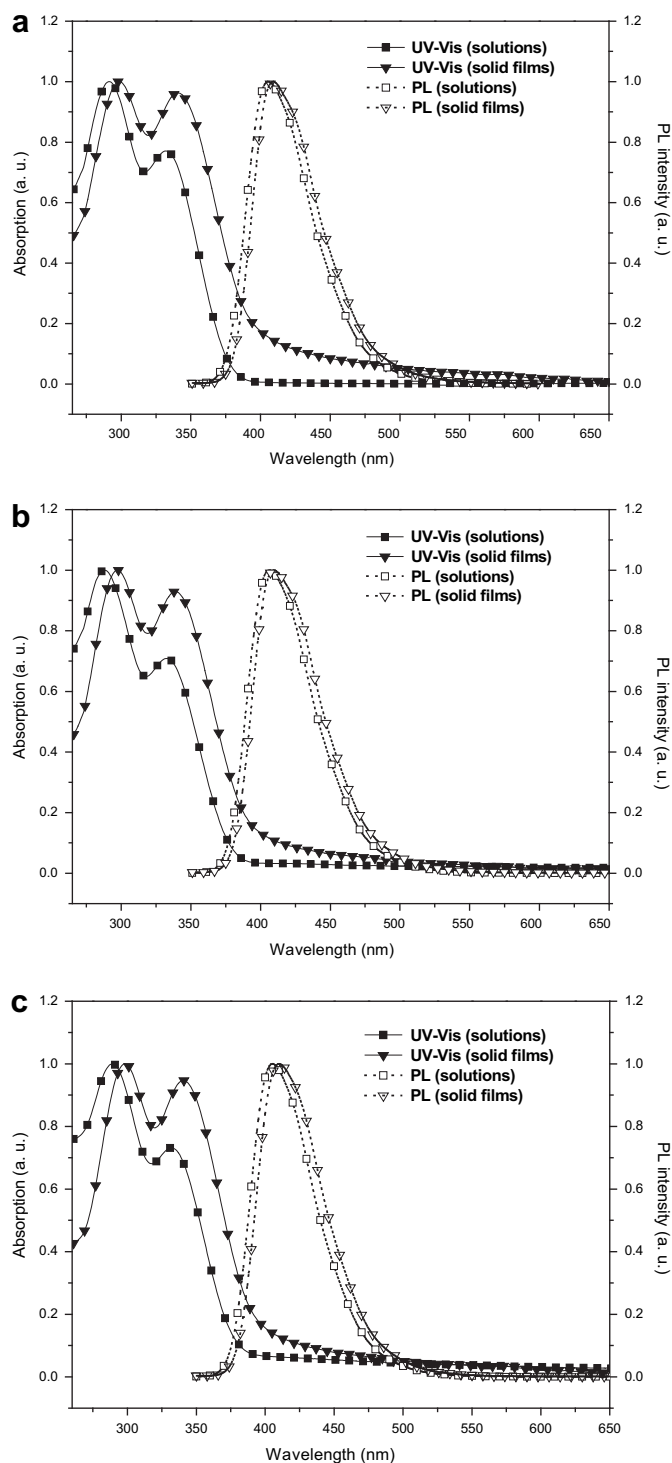 a
UV-Vis (solutions)
UV-Vis (solid films)
PL (solutions)
PL (solid films)
1.2
1.0
0.8
0.6
0.4
0.2
0.0
Absorption (a. u.)
1.2
1.0
0.8
0.6
0.4
0.2
0.0
PL intensity (a. u.)
300 350 400 450 500 550 600 650
Wavelength (nm)
b
UV-Vis (solutions)
UV-Vis (solid films)
PL (solutions)
PL (solid films)
1.2
1.0
0.8
0.6
0.4
0.2
0.0
Absorption (a. u.)
1.2
1.0
0.8
0.6
0.4
0.2
0.0
PL intensity (a. u.)
300 350 400 450 500 550 600 650
Wavelength (nm)
c
UV-Vis (solutions)
UV-Vis (solid films)
PL (solutions)
PL (solid films)
1.2
1.0
0.8
0.6
0.4
0.2
0.0
Absorption (a. u.)
1.2
1.0
0.8
0.6
0.4
0.2
0.0
PL intensity (a. u.)
300 350 400 450 500 550 600 650
Wavelength (nm)